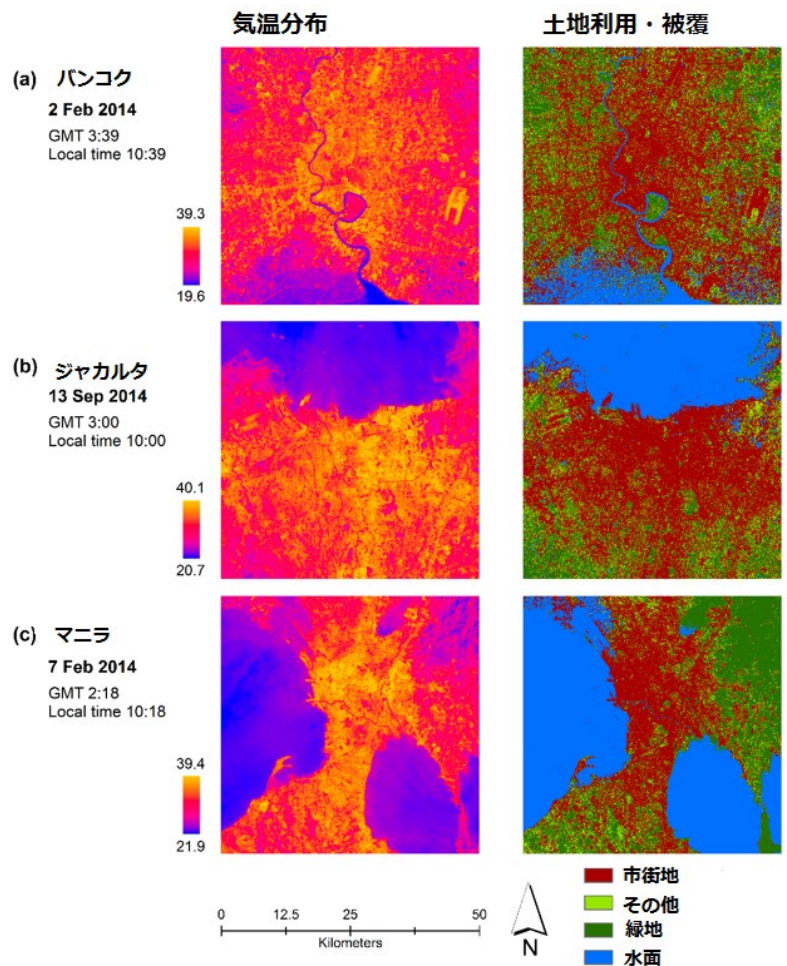 気温分布
土地利用・被覆
(a) バンコク
2 Feb 2014
GMT 3:39
Local time 10:39
39.3
19.6
(b) ジャカルタ
13 Sep 2014
GMT 3:00
Local time 10:00
40.1
20.7
(c) マニラ
7 Feb 2014
GMT 2:18
Local time 10:18
39.4
21.9
0 12.5 25 50
Kilometers
N
市街地
その他
緑地
水面